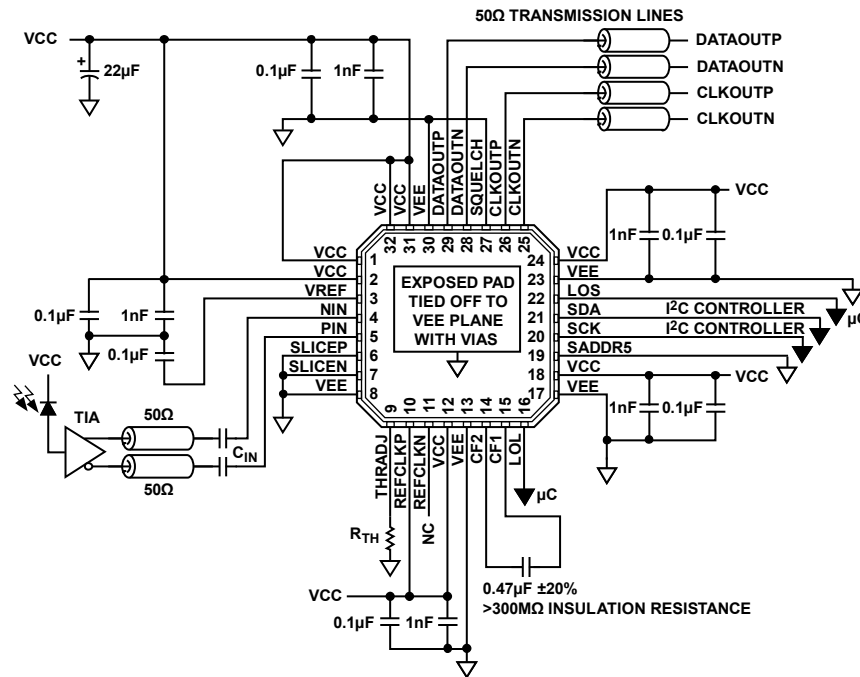 50Ω TRANSMISSION LINES
VCC
+
22µF
0.1µF
1nF
DATAOUTP
DATAOUTN
CLKOUTP
CLKOUTN
VCC
VCC
VEE
DATAOUTP
DATAOUTN
SQUELCH
CLKOUTP
CLKOUTN
32
31
30
29
28
27
26
25
VCC
1
VCC
2
VREF
3
NIN
4
PIN
5
SLICEP
6
SLICEN
7
VEE
8
EXPOSED PAD
TIED OFF TO
VEE PLANE
WITH VIAS
24
VCC
23
VEE
22
LOS
21
SDA
20
SCK
19
SADDR5
18
VCC
17
VEE
VCC
1nF
0.1µF
µC
I2C CONTROLLER
I2C CONTROLLER
VCC
1nF
0.1µF
0.1µF
1nF
0.1µF
VCC
TIA
50Ω
50Ω
CIN
9
10
11
12
13
14
15
16
THRADJ
REFCLKP
REFCLKN
VCC
VEE
CF2
CF1
LOL
RTH
NC
µC
0.47µF ±20%
>300MΩ INSULATION RESISTANCE
VCC
0.1µF
1nF